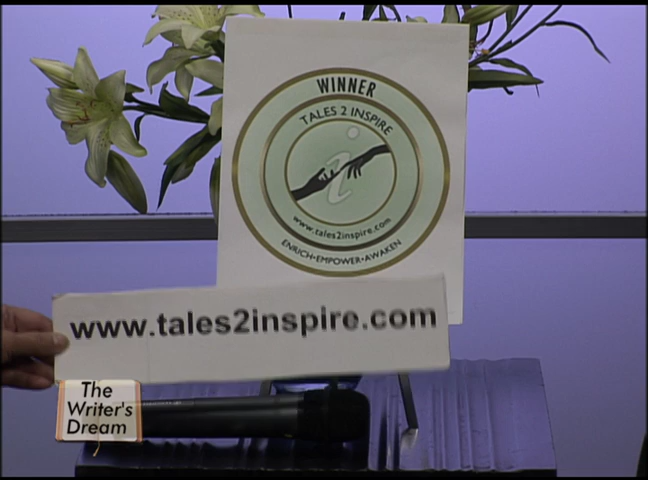 WINNER
TALES 2 INSPIRE
i
www.tales2inspire.com
ENRICH•EMPOWER•AWAKEN
www.tales2inspire.com
The
Writer's
Dream